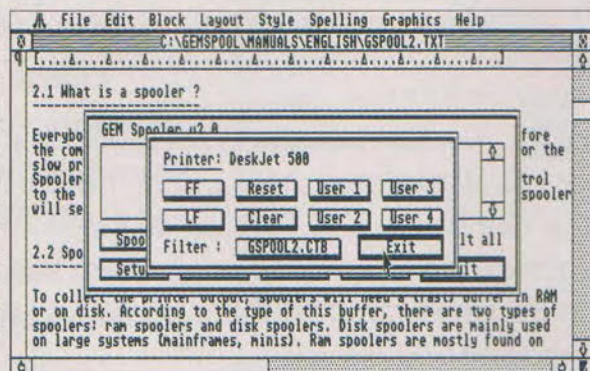 File Edit Block Layout Style Spelling Graphics Help
C:\GEMSPOOL\MANUALS\ENGLISH\GSPOOL2.TXT
2.1 What is a spooler ?
Everybo
fore
the com
or the
slow pr
Spooler
trol
to the
spooler
will se
GEM Spooler v2.0
Printer: DeskJet 500
FF Reset User 1 User 3
LF Clear User 2 User 4
Filter : GSPOOL2.CTB Exit
Spoo
lt all
2.2 Spo
Setu
uit
To collect the printer output, spoolers will need a (fast) buffer in RAM
or on disk. According to the type of this buffer, there are two types of
spoolers: ram spoolers and disk spoolers. Disk spoolers are mainly used
on large systems (mainframes, minis). Ram spoolers are mostly found on